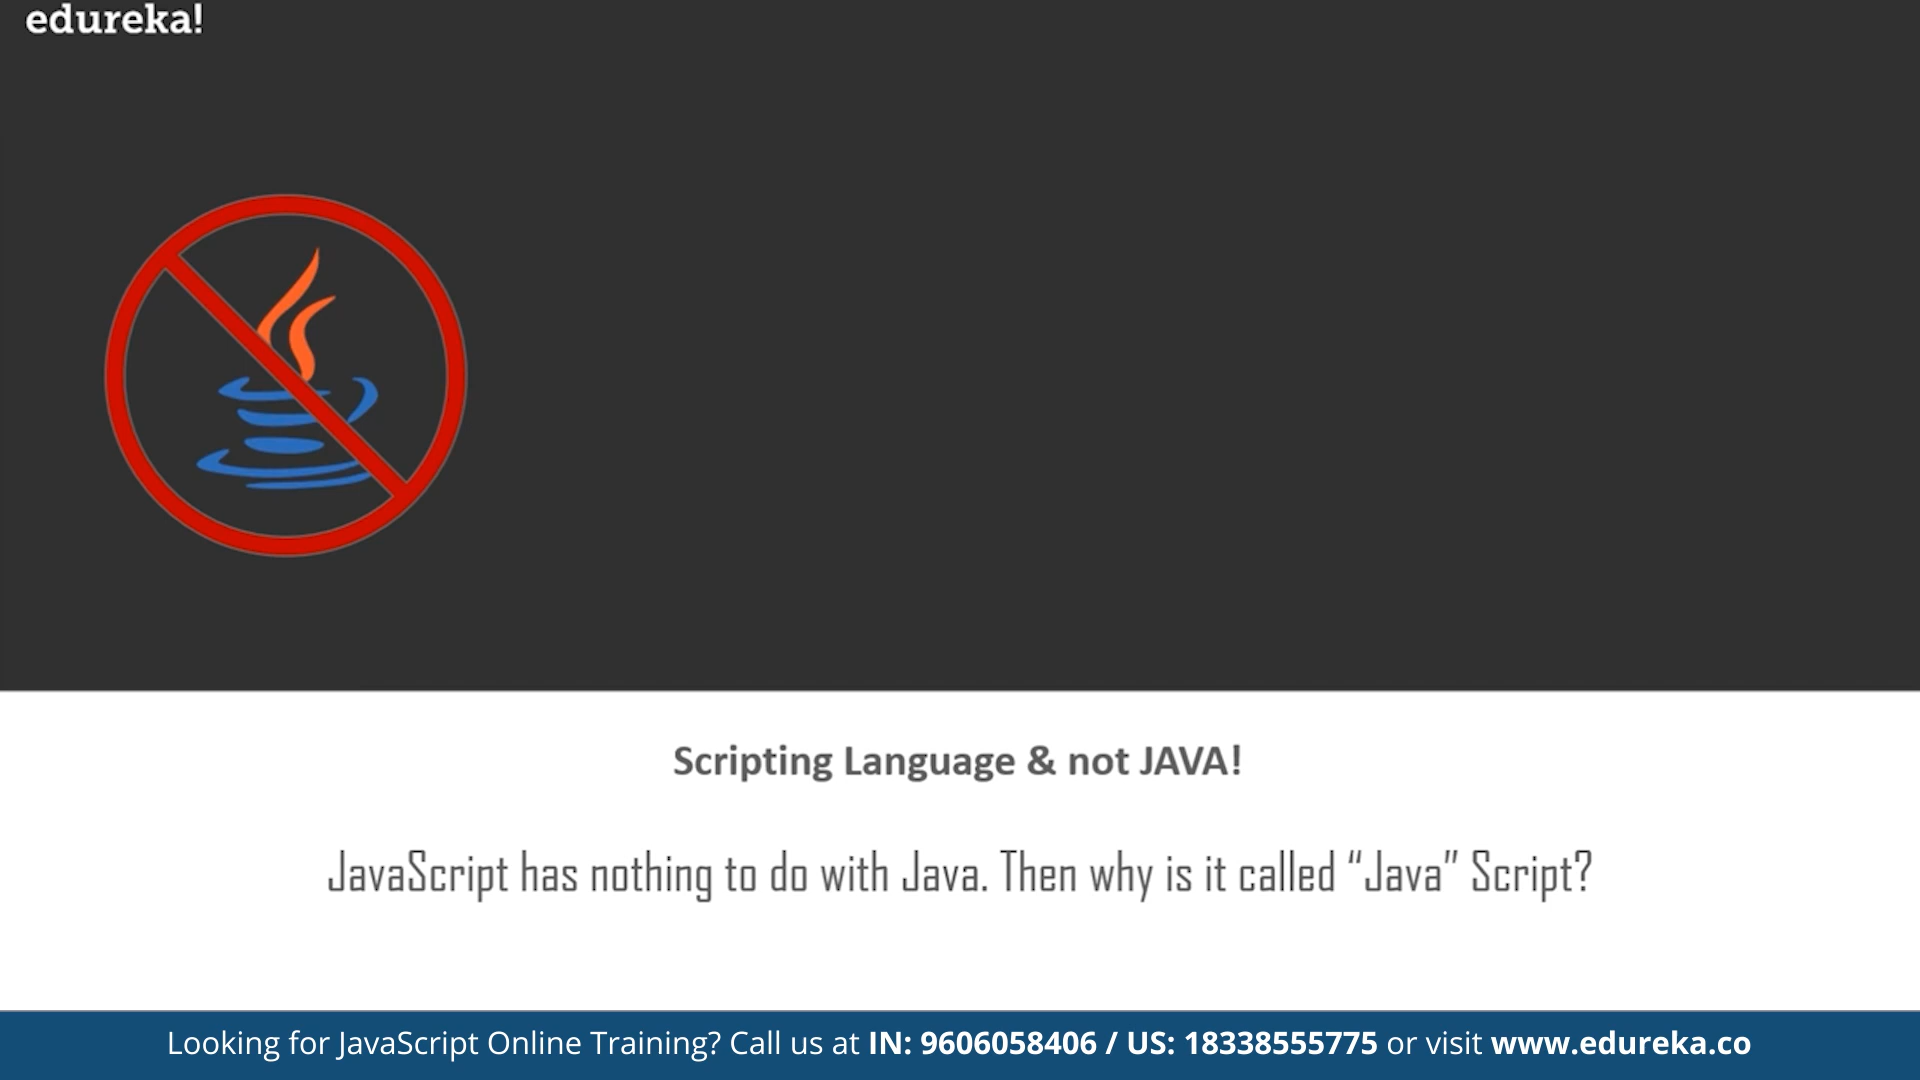 edureka!
Scripting Language & not JAVA!
JavaScript has nothing to do with Java. Then why is it called “Java” Script?
Looking for JavaScript Online Training? Call us at IN: 9606058406 / US: 18338555775 or visit www.edureka.co